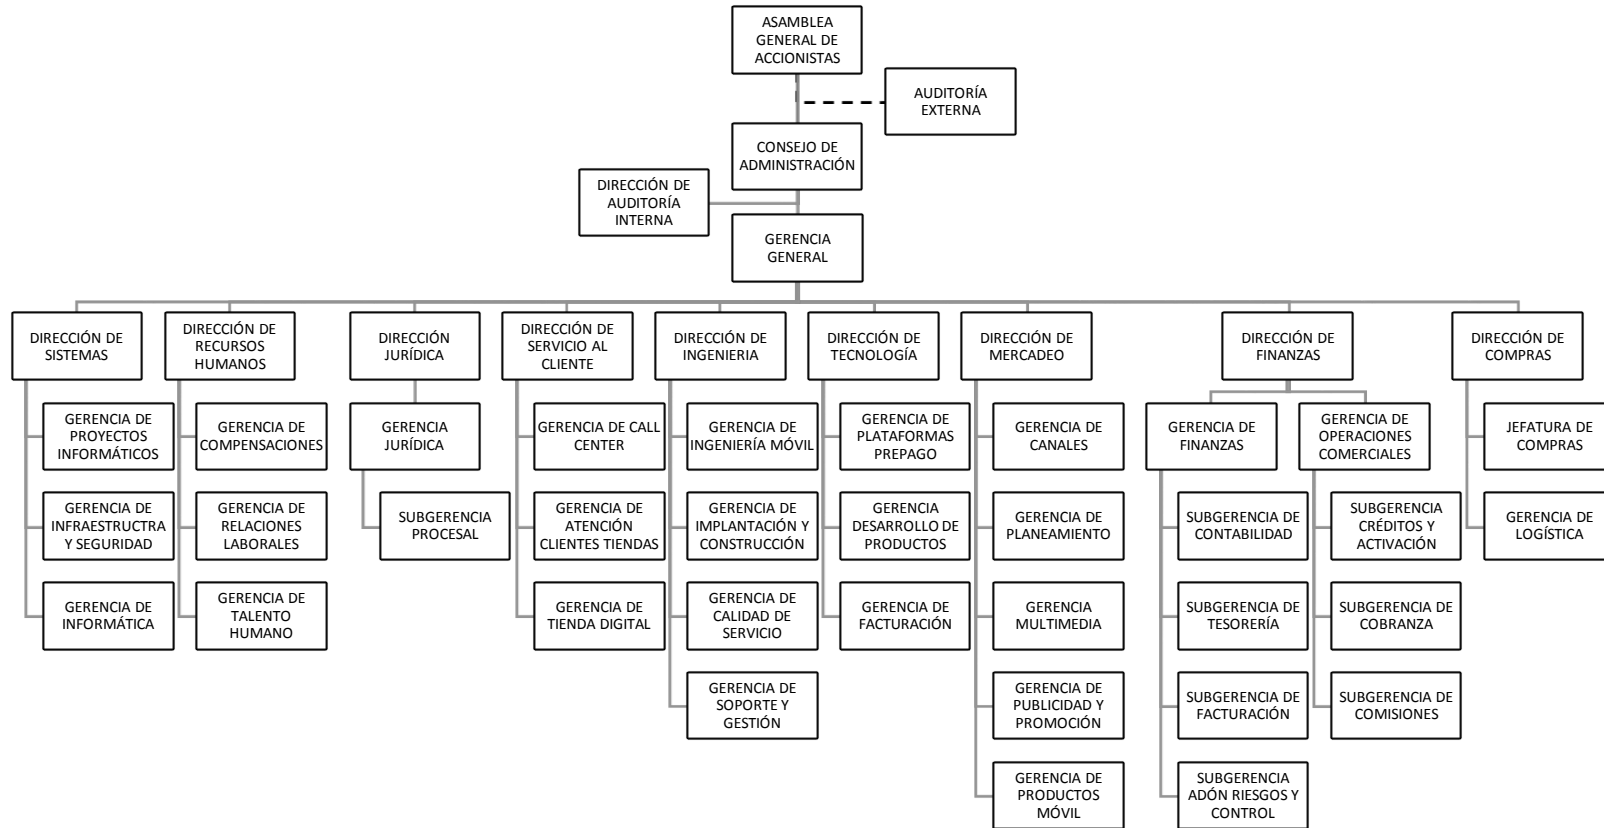 ASAMBLEA
GENERAL DE
ACCIONISTAS
AUDITORÍA
EXTERNA
CONSEJO DE
ADMINISTRACIÓN
DIRECCIÓN DE
AUDITORÍA
INTERNA
GERENCIA
GENERAL
DIRECCIÓN DE
SISTEMAS
DIRECCIÓN DE
RECURSOS
HUMANOS
DIRECCIÓN
JURÍDICA
DIRECCIÓN DE
SERVICIO AL
CLIENTE
DIRECCIÓN DE
INGENIERIA
DIRECCIÓN DE
TECNOLOGÍA
DIRECCIÓN DE
MERCADEO
DIRECCIÓN DE
FINANZAS
DIRECCIÓN DE
COMPRAS
GERENCIA DE
PROYECTOS
INFORMÁTICOS
GERENCIA DE
COMPENSACIONES
GERENCIA
JURÍDICA
GERENCIA DE CALL
CENTER
GERENCIA DE
INGENIERÍA MÓVIL
GERENCIA DE
PLATAFORMAS
PREPAGO
GERENCIA DE
CANALES
GERENCIA DE
FINANZAS
GERENCIA DE
OPERACIONES
COMERCIALES
JEFATURA DE
COMPRAS
GERENCIA DE
INFRAESTRUCTRA
Y SEGURIDAD
GERENCIA DE
RELACIONES
LABORALES
SUBGERENCIA
PROCESAL
GERENCIA DE
ATENCIÓN
CLIENTES TIENDAS
GERENCIA DE
IMPLANTACIÓN Y
CONSTRUCCIÓN
GERENCIA
DESARROLLO DE
PRODUCTOS
GERENCIA DE
PLANEAMIENTO
SUBGERENCIA DE
CONTABILIDAD
SUBGERENCIA
CRÉDITOS Y
ACTIVACIÓN
GERENCIA DE
LOGÍSTICA
GERENCIA DE
INFORMÁTICA
GERENCIA DE
TALENTO
HUMANO
GERENCIA DE
TIENDA DIGITAL
GERENCIA DE
CALIDAD DE
SERVICIO
GERENCIA DE
FACTURACIÓN
GERENCIA
MULTIMEDIA
SUBGERENCIA DE
TESORERÍA
SUBGERENCIA DE
COBRANZA
GERENCIA DE
SOPORTE Y
GESTIÓN
GERENCIA DE
PUBLICIDAD Y
PROMOCIÓN
SUBGERENCIA DE
FACTURACIÓN
SUBGERENCIA DE
COMISIONES
GERENCIA DE
PRODUCTOS
MÓVIL
SUBGERENCIA
ADÓN RIESGOS Y
CONTROL